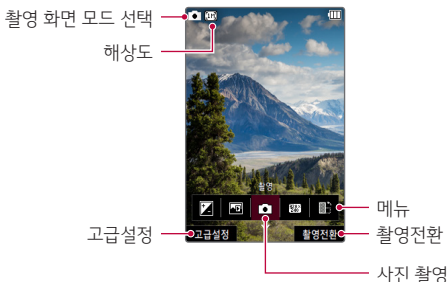 촬영 화면 모드 선택
해상도
촬영
메뉴
고급설정
고급설정
촬영전환
촬영전환
사진 촬영